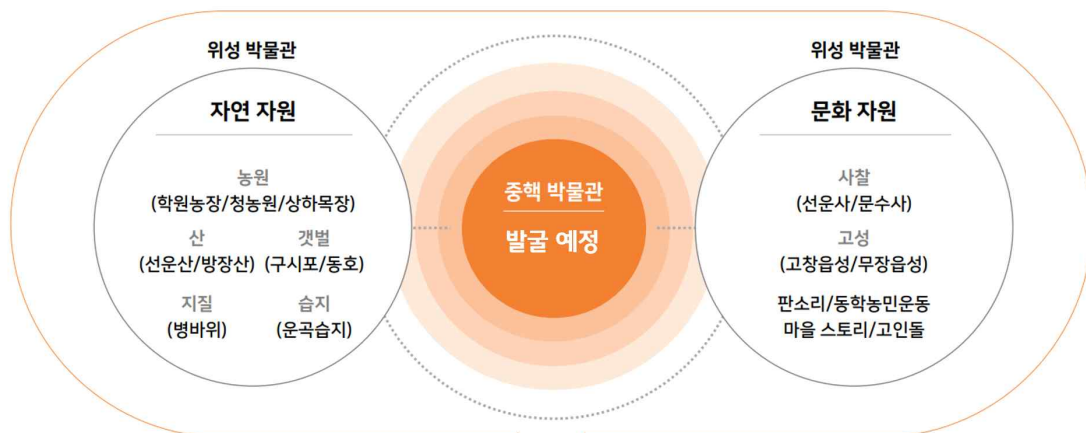 위성 박물관
자연 자원
농원
(학원농장/청농원/상하목장)
산 갯벌
(선운산/방장산) (구시포/동호)
지질 습지
(병바위) (운곡습지)
중핵 박물관
발굴 예정
위성 박물관
문화 자원
사찰
(선운사/문수사)
고성
(고창읍성/무장읍성)
판소리/동학농민운동
마을 스토리/고인돌